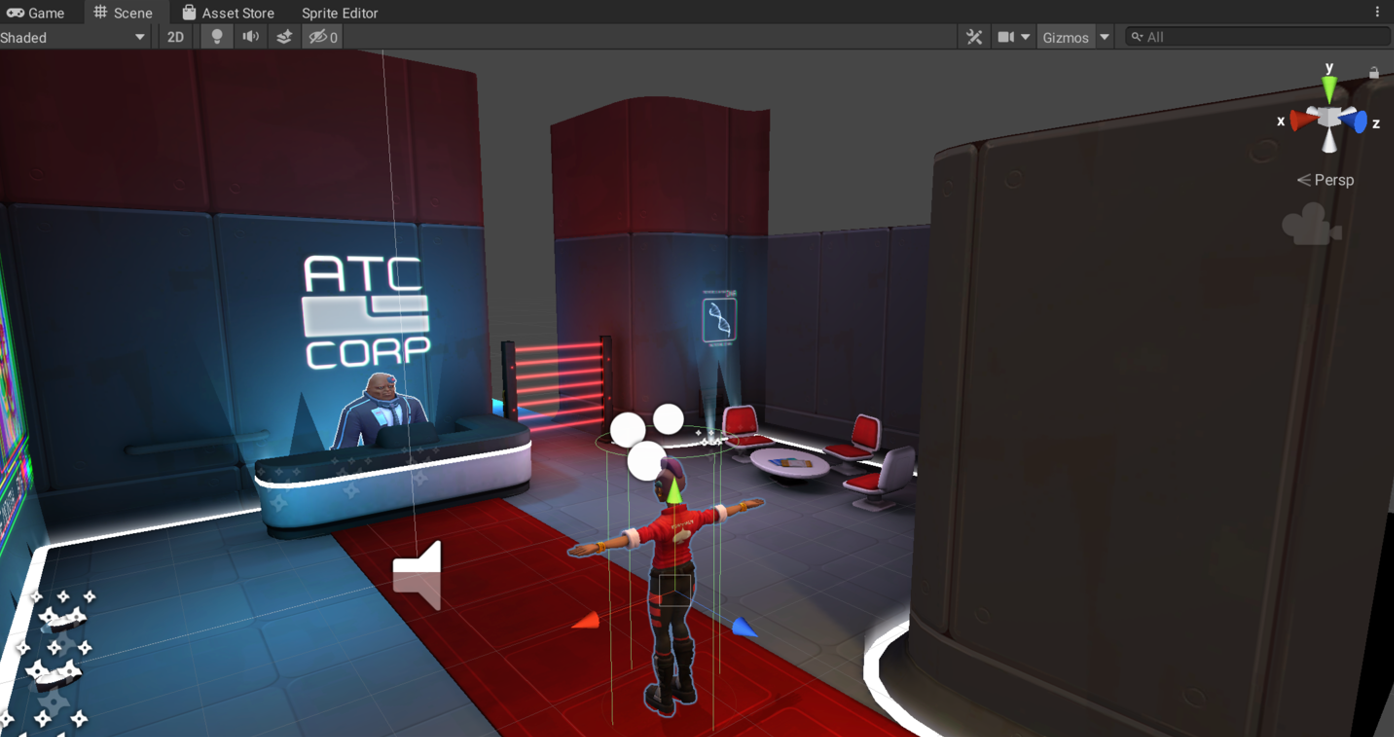 Game
Scene
Asset Store
Sprite Editor
Shaded
2D
0
Gizmos
All
y
x
z
Persp
ATC
CORP